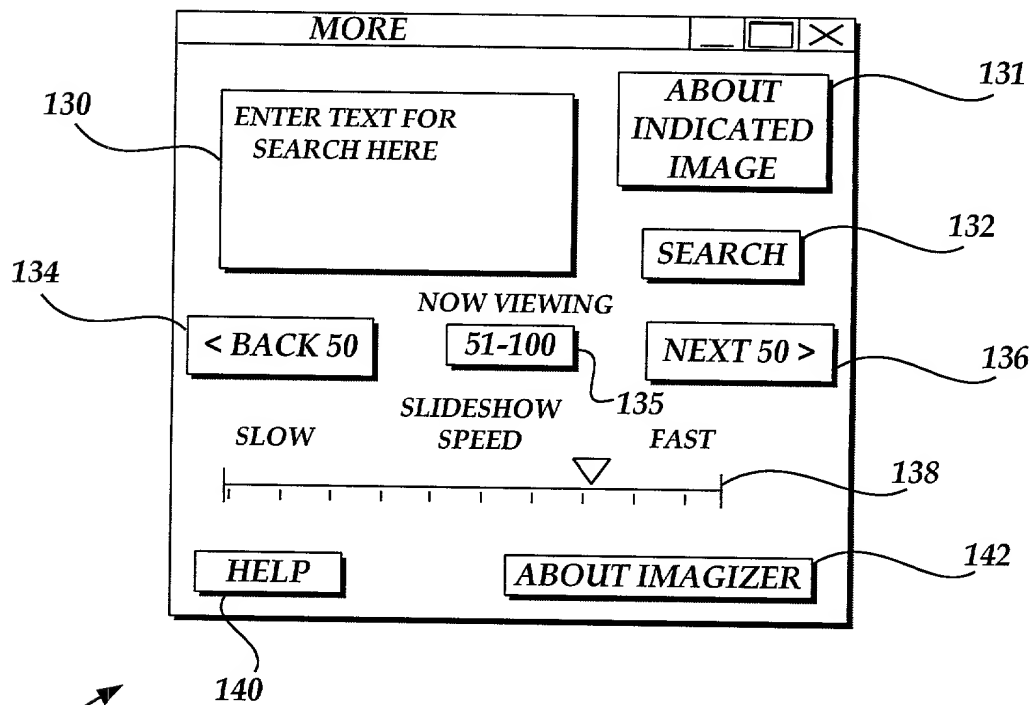 MORE
130
ENTER TEXT FOR
SEARCH HERE
ABOUT
INDICATED
IMAGE
131
SEARCH
132
134
NOW VIEWING
< BACK 50
51-100
NEXT 50 >
136
135
SLIDESHOW
SLOW
SPEED
FAST
138
HELP
ABOUT IMAGIZER
142
140